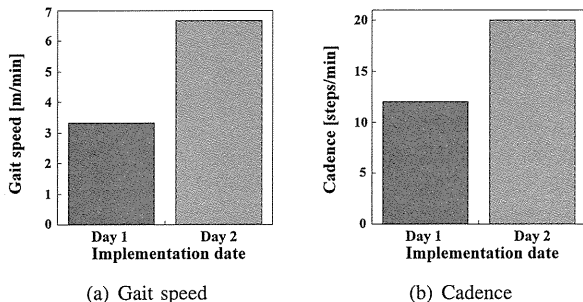 7
6
5
4
3
2
1
0
Gait speed [m/min]
Day 1 Day 2
Implementation date
(a) Gait speed
20
15
10
5
0
Cadence [steps/min]
Day 1 Day 2
Implementation date
(b) Cadence